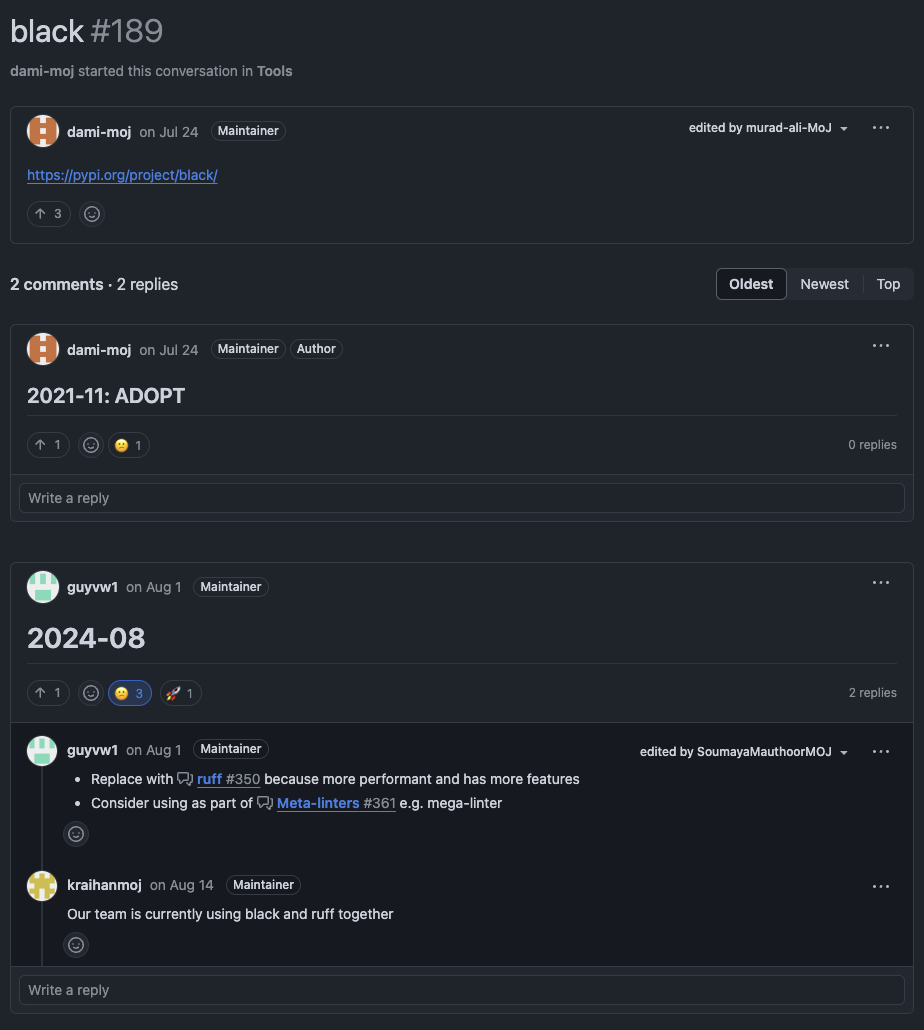 black #189
dami-moj started this conversation in Tools
dami-moj on Jul 24 Maintainer edited by murad-ali-MoJ
https://pypi.org/project/black/
↑ 3
2 comments · 2 replies Oldest Newest Top
dami-moj on Jul 24 Maintainer Author
2021-11: ADOPT
↑ 1 😕 1 0 replies
Write a reply
guyvw1 on Aug 1 Maintainer
2024-08
↑ 1 😕 3 🚀 1 2 replies
guyvw1 on Aug 1 Maintainer edited by SoumayaMauthoorMOJ
• Replace with ruff #350 because more performant and has more features
• Consider using as part of Meta-linters #361 e.g. mega-linter
kraihanmoj on Aug 14 Maintainer
Our team is currently using black and ruff together
Write a reply